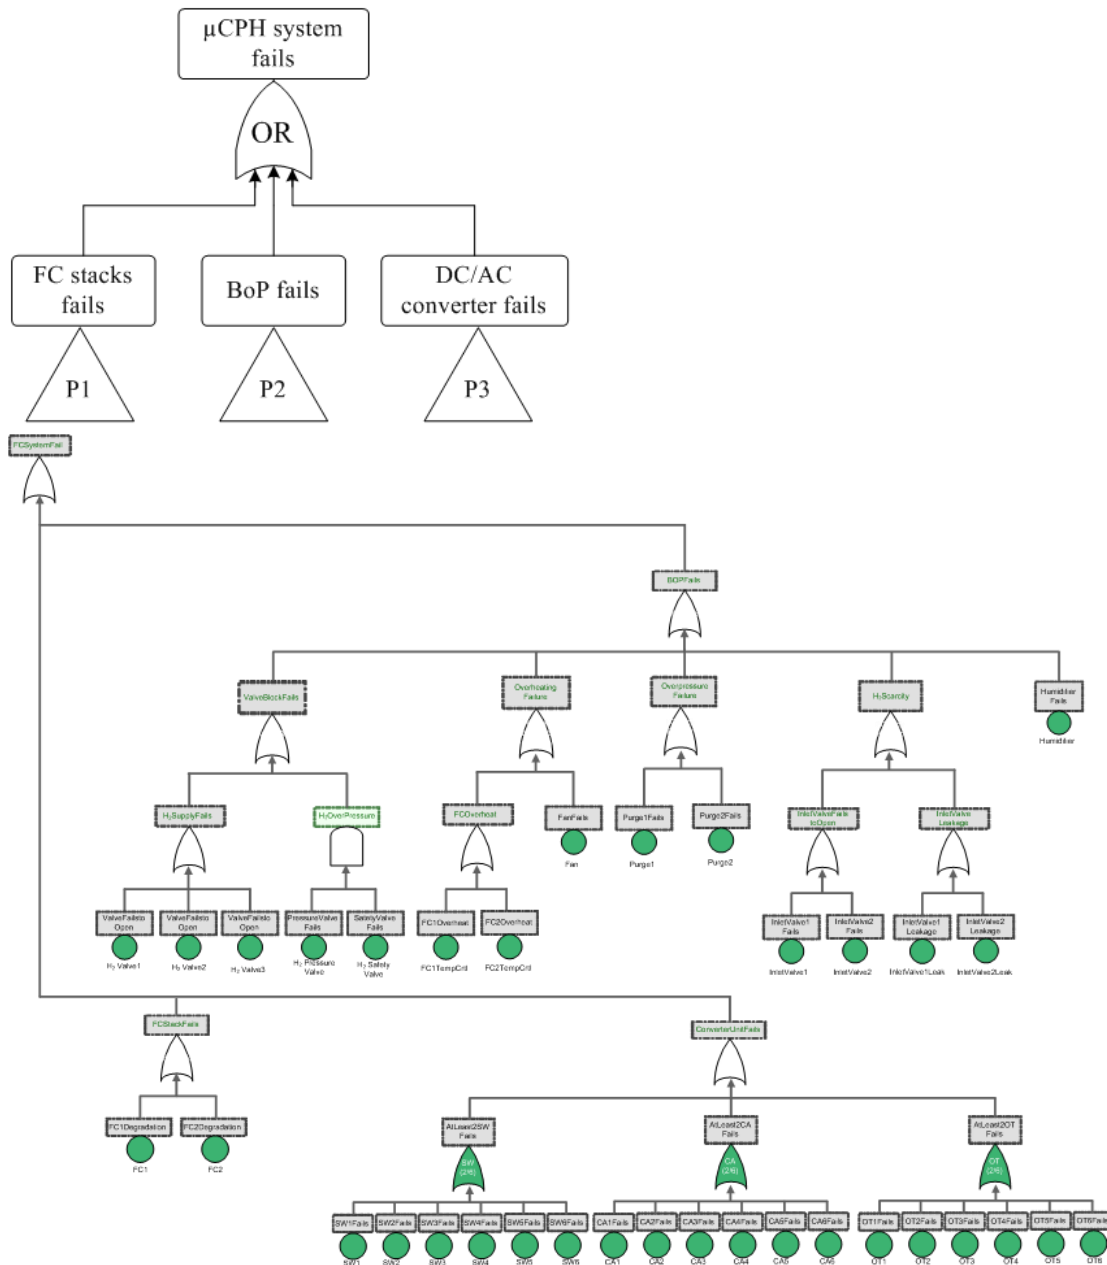 µCPH system
fails
OR
FC stacks
fails
BoP fails
DC/AC
converter fails
P1
P2
P3
FCSystemFail
BOPFails
ValveBlockFails
Overheating
Failure
Overpressure
Failure
H₂Scarcity
Humidifier
Fails
Humidifier
H₂SupplyFails
H₂OverPressure
FCOverheat
FanFails
Fan
Purge1Fails
Purge1
Purge2Fails
Purge2
InletValveFails
toOpen
InletValve
Leakage
ValveFailsto
Open
ValveFailsto
Open
ValveFailsto
Open
PressureValve
Fails
SafetyValve
Fails
H₂ Valve1
H₂ Valve2
H₂ Valve3
H₂ Pressure
Valve
H₂ Safety
Valve
FC1Overheat
FC2Overheat
FC1TempCrtl
FC2TempCrtl
InletValve1
Fails
InletValve2
Fails
InletValve1
Leakage
InletValve2
Leakage
InletValve1
InletValve2
InletValve1Leak
InletValve2Leak
FCStackFails
ConverterUnitFails
FC1Degradation
FC2Degradation
FC1
FC2
AtLeast2SW
Fails
AtLeast2CA
Fails
AtLeast2OT
Fails
SW
(2/6)
CA
(2/6)
OT
(2/6)
SW1Fails
SW2Fails
SW3Fails
SW4Fails
SW5Fails
SW6Fails
CA1Fails
CA2Fails
CA3Fails
CA4Fails
CA5Fails
CA6Fails
OT1Fails
OT2Fails
OT3Fails
OT4Fails
OT5Fails
OT6Fails
SW1
SW2
SW3
SW4
SW5
SW6
CA1
CA2
CA3
CA4
CA5
CA6
OT1
OT2
OT3
OT4
OT5
OT6